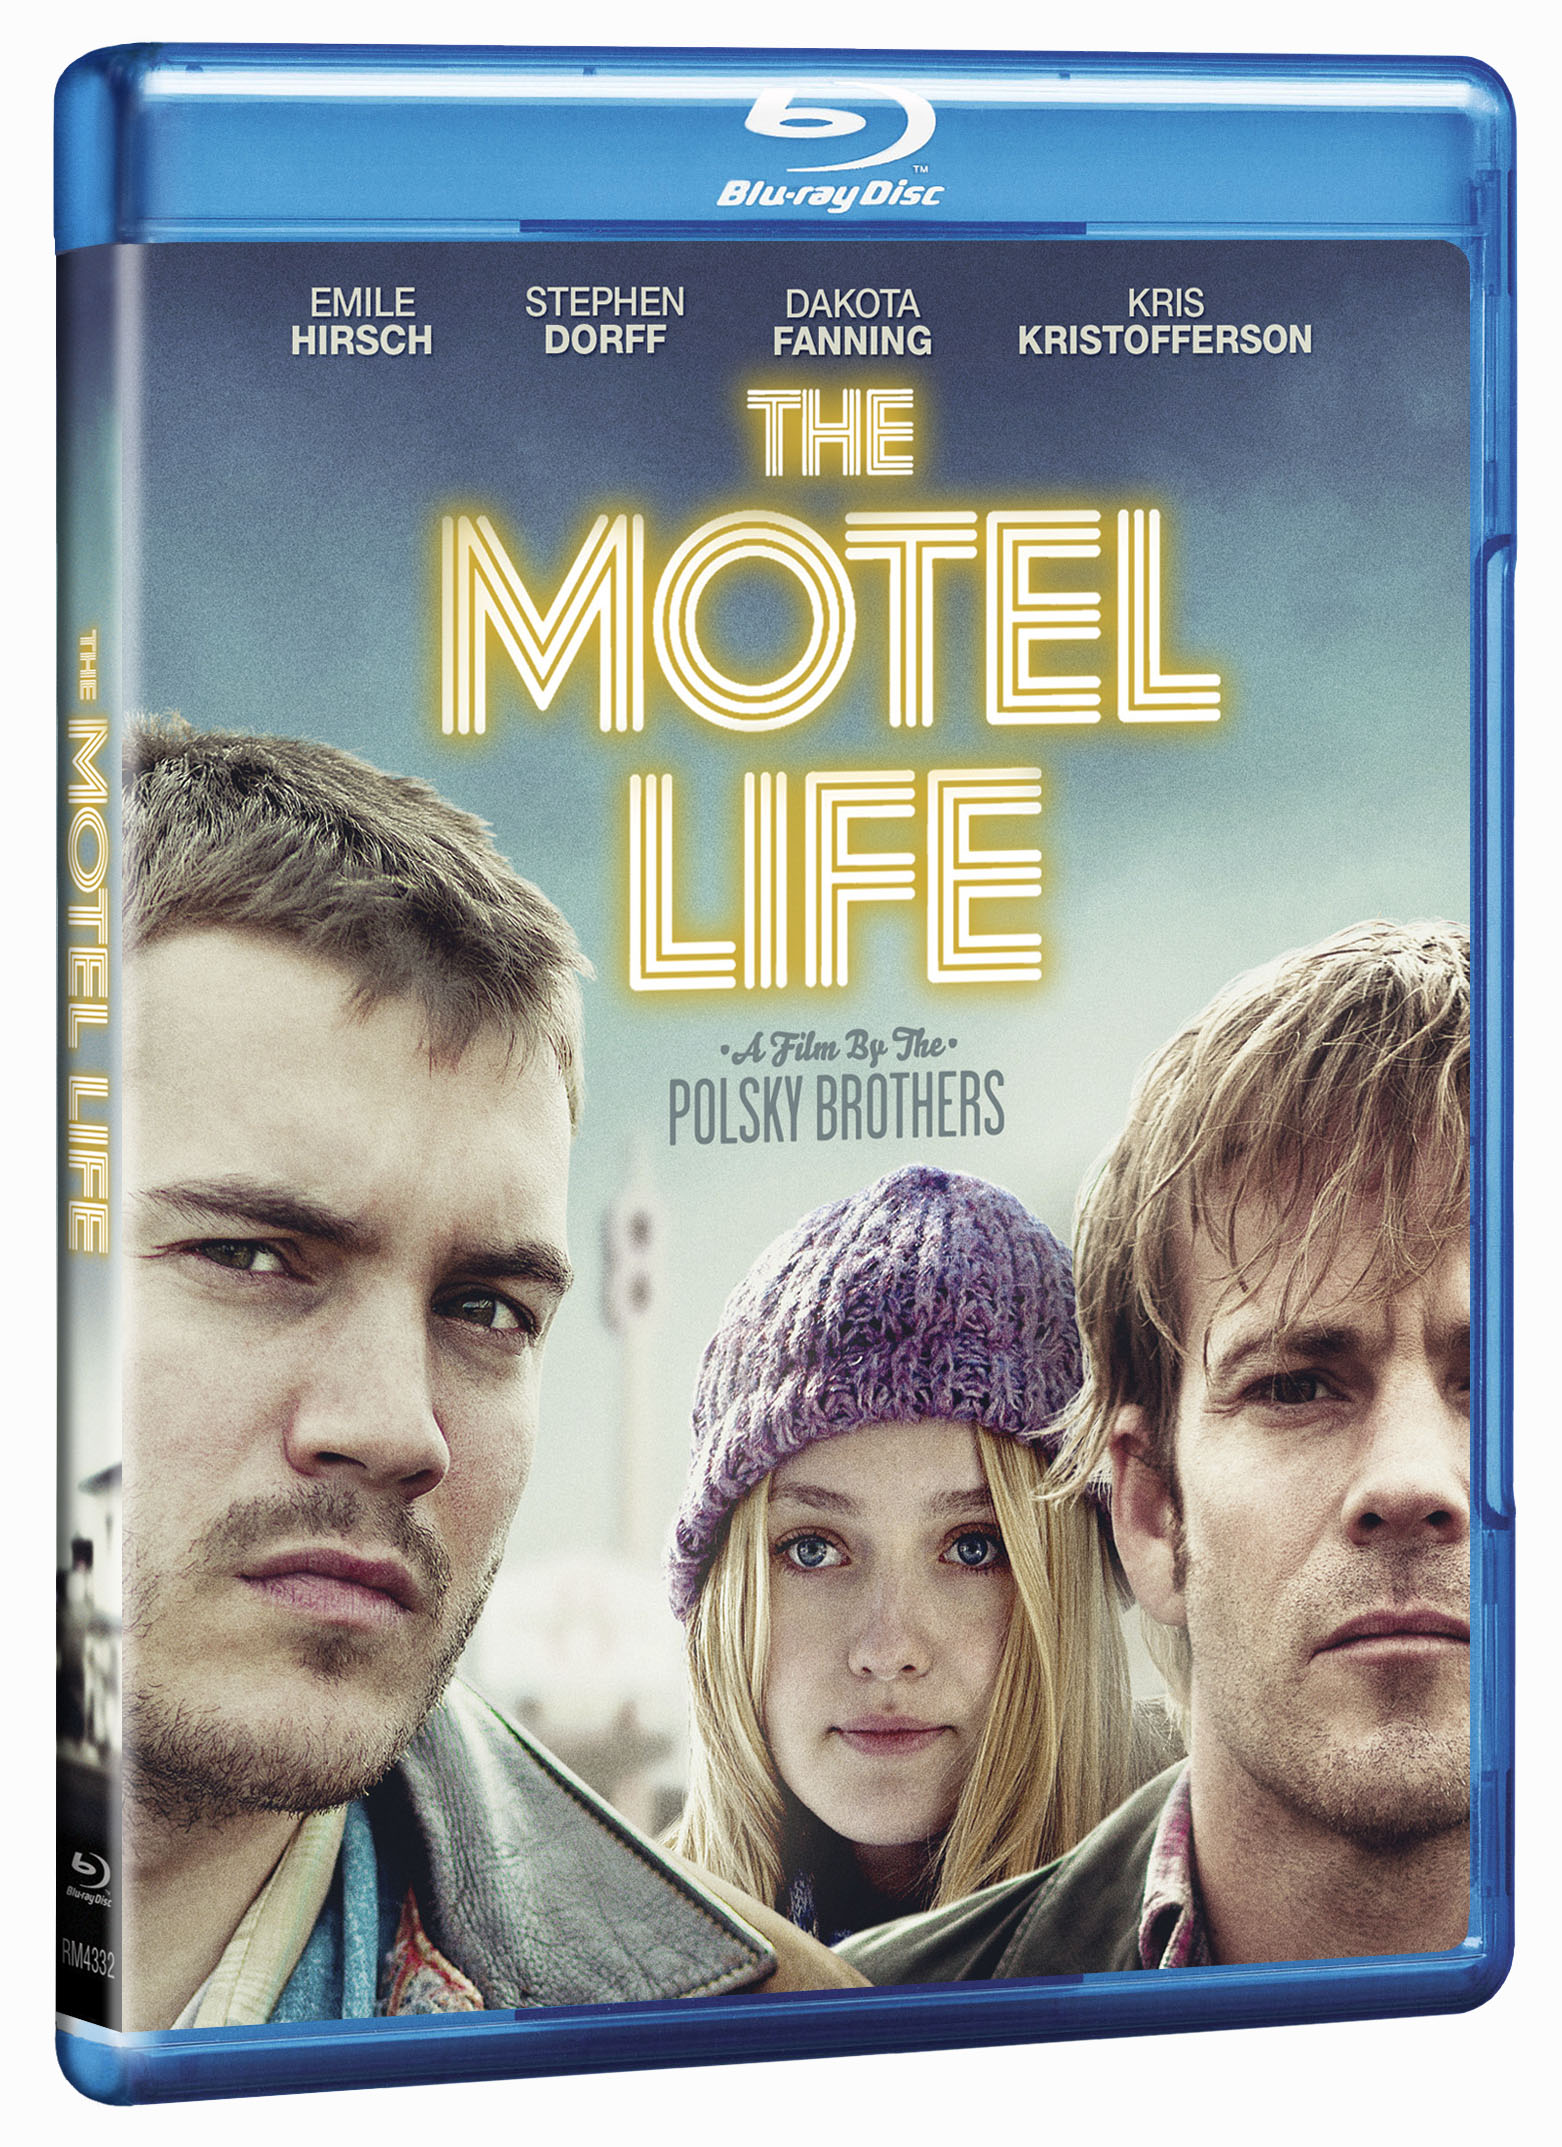 Blu-ray Disc™
EMILE HIRSCH
STEPHEN DORFF
DAKOTA FANNING
KRIS KRISTOFFERSON
THE
MOTEL
LIFE
• A Film By The •
POLSKY BROTHERS
THE MOTEL LIFE
Blu-ray Disc
RM4332